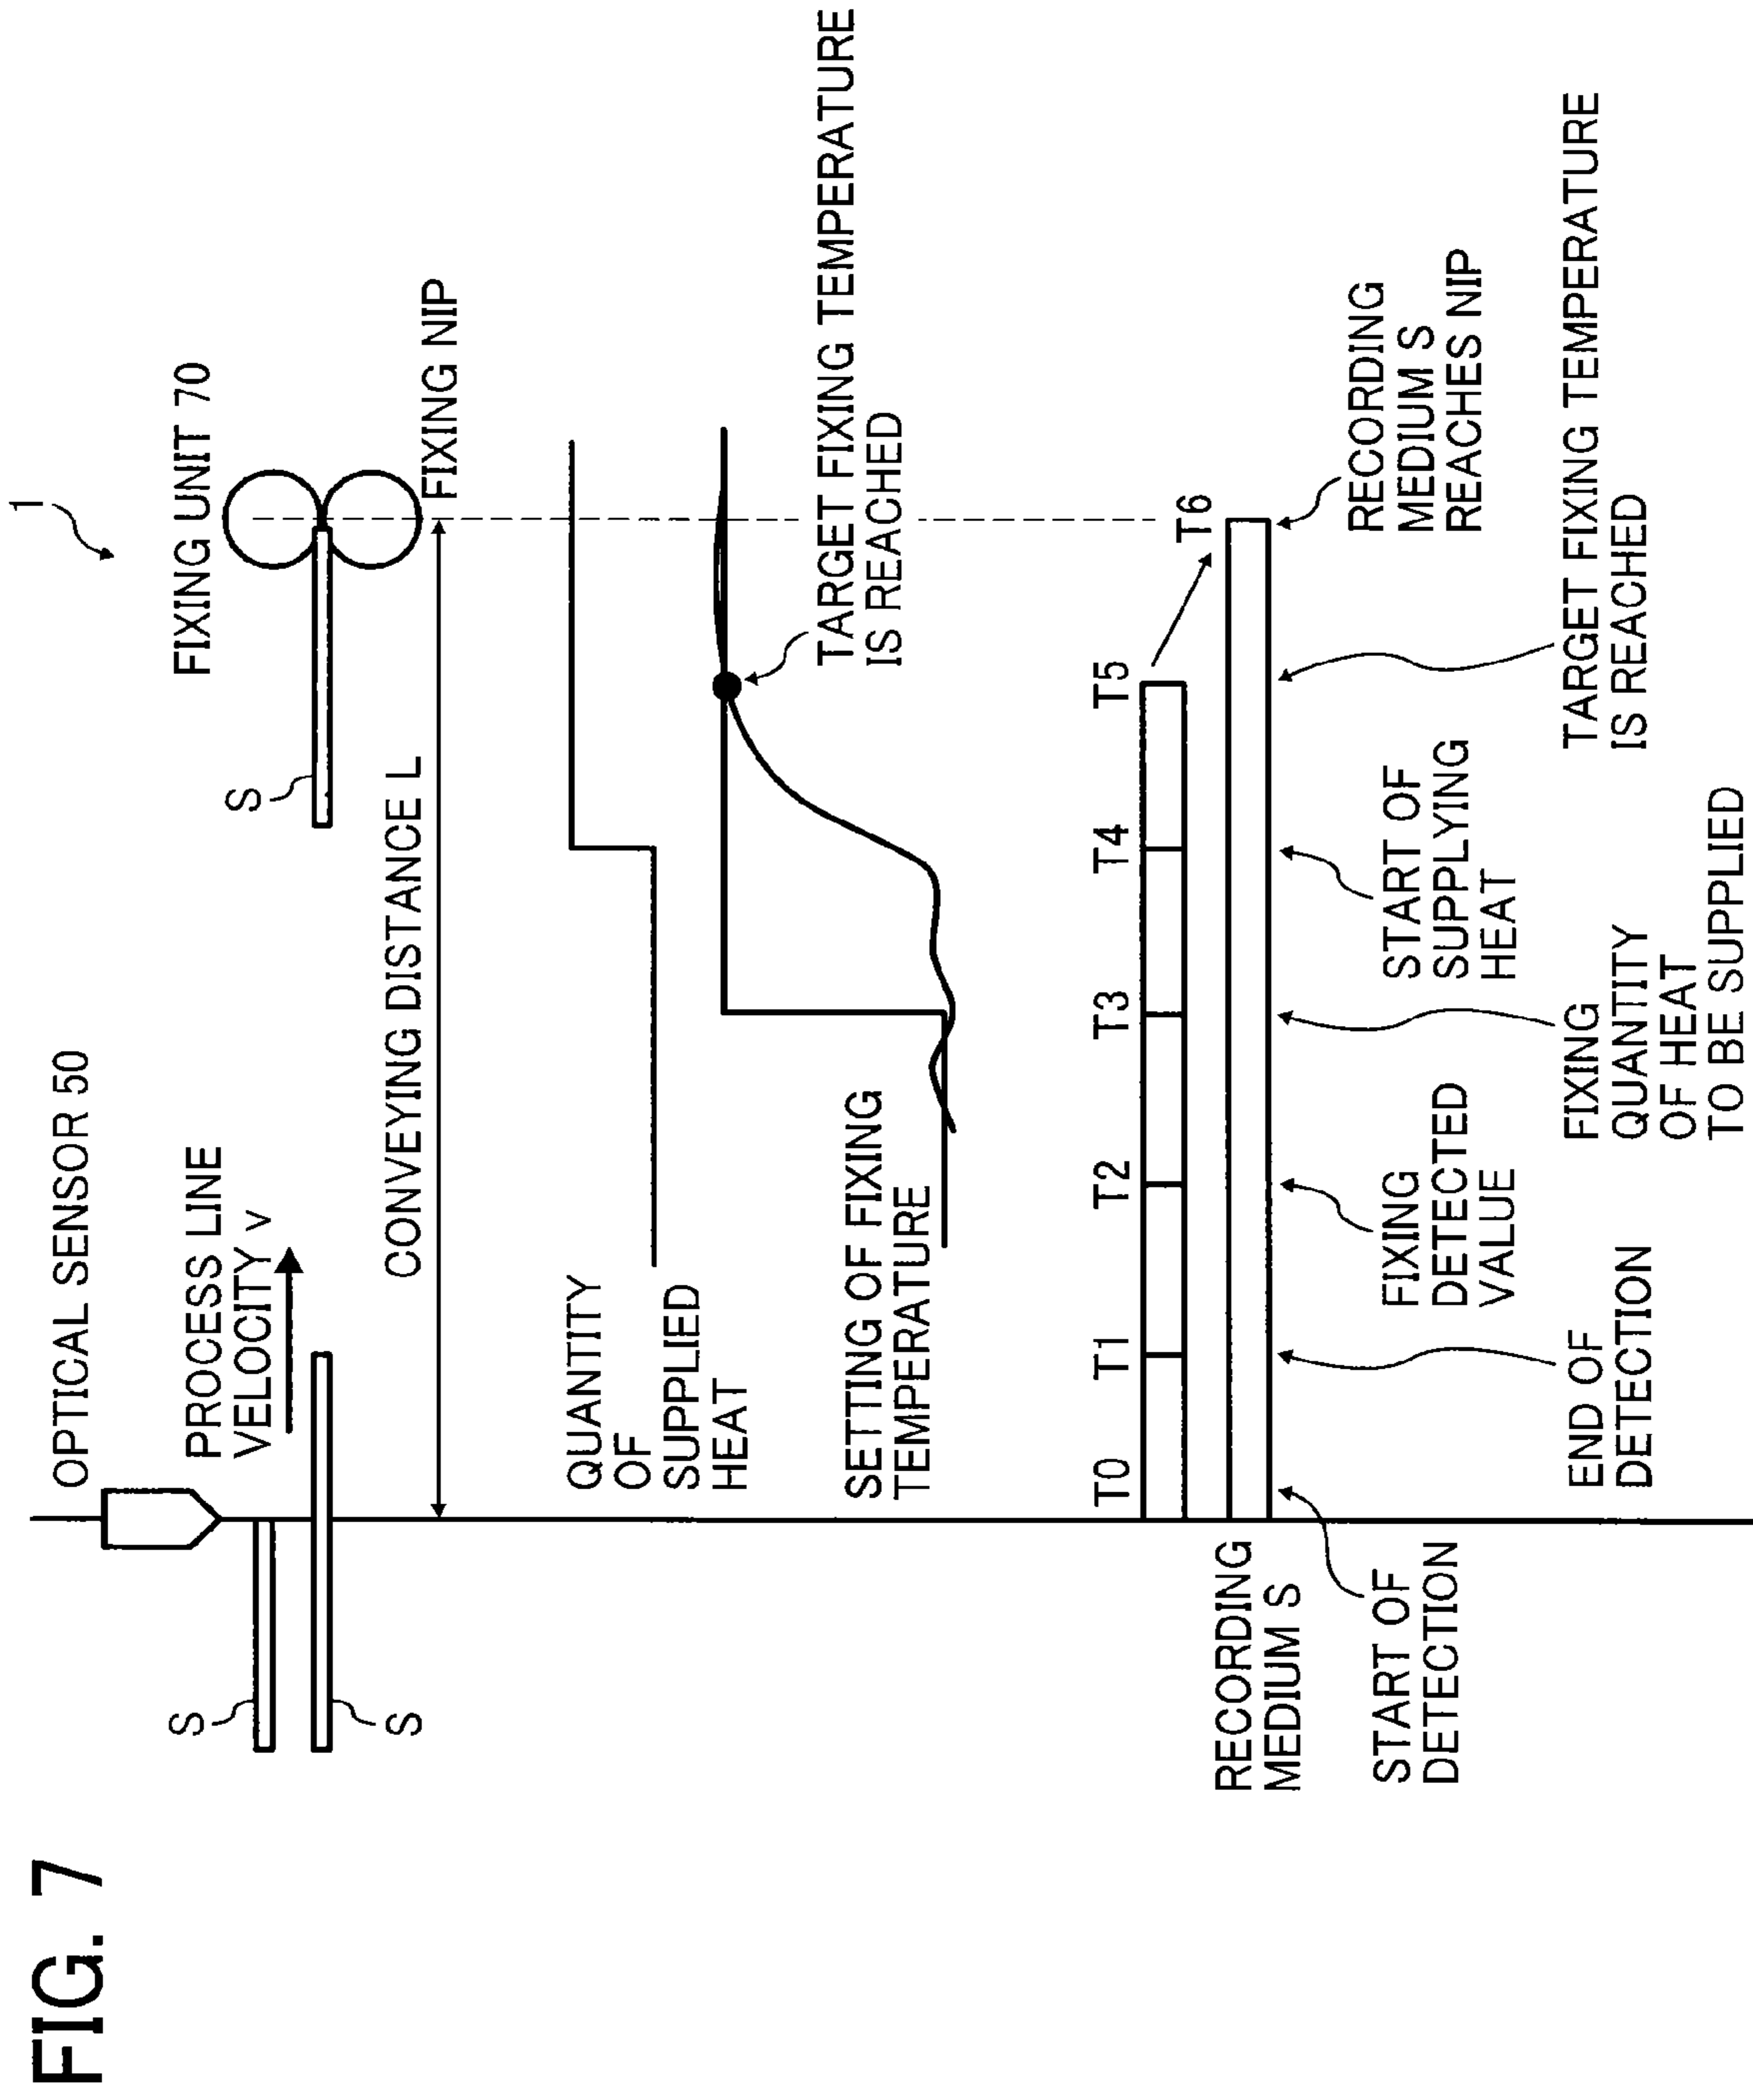 FIG. 7
1
OPTICAL SENSOR 50
FIXING UNIT 70
PROCESS LINE
VELOCITY v
S
S
S
FIXING NIP
CONVEYING DISTANCE L
QUANTITY
OF
SUPPLIED
HEAT
SETTING OF FIXING
TEMPERATURE
TARGET FIXING TEMPERATURE
IS REACHED
T0
T1
T2
T3
T4
T5
T6
RECORDING
MEDIUM S
START OF
DETECTION
END OF
DETECTION
FIXING
DETECTED
VALUE
FIXING
QUANTITY
OF HEAT
TO BE SUPPLIED
START OF
SUPPLYING
HEAT
TARGET FIXING TEMPERATURE
IS REACHED
RECORDING
MEDIUM S
REACHES NIP